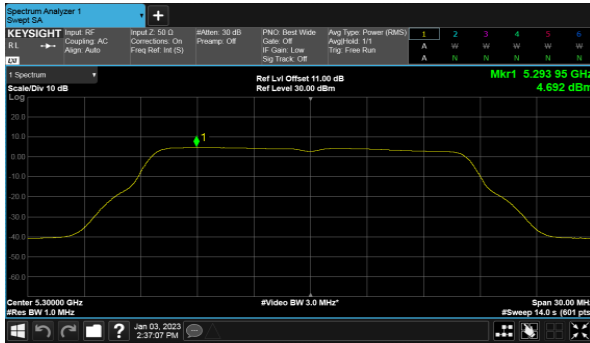 Spectrum Analyzer 1
Swept SA
+
KEYSIGHT Input: RF Input Z: 50 Ω #Atten: 30 dB PNO: Best Wide Avg Type: Power (RMS) 1 2 3 4 5 6
RL Coupling: AC Corrections: On Preamp: Off Gate: Off Avg|Hold: 1/1 A W W W W W
Align: Auto Freq Ref: Int (S) IF Gain: Low Trig: Free Run
LXI Sig Track: Off A N N N N N
1 Spectrum Ref Lvl Offset 11.00 dB Mkr1 5.293 95 GHz
Scale/Div 10 dB Ref Level 30.00 dBm 4.692 dBm
Log
20.0
10.0
1
0.00
-10.0
-20.0
-30.0
-40.0
-50.0
-60.0
Center 5.30000 GHz #Video BW 3.0 MHz* Span 30.00 MHz
#Res BW 1.0 MHz #Sweep 14.0 s (601 pts)
? Jan 03, 2023
2:37:07 PM